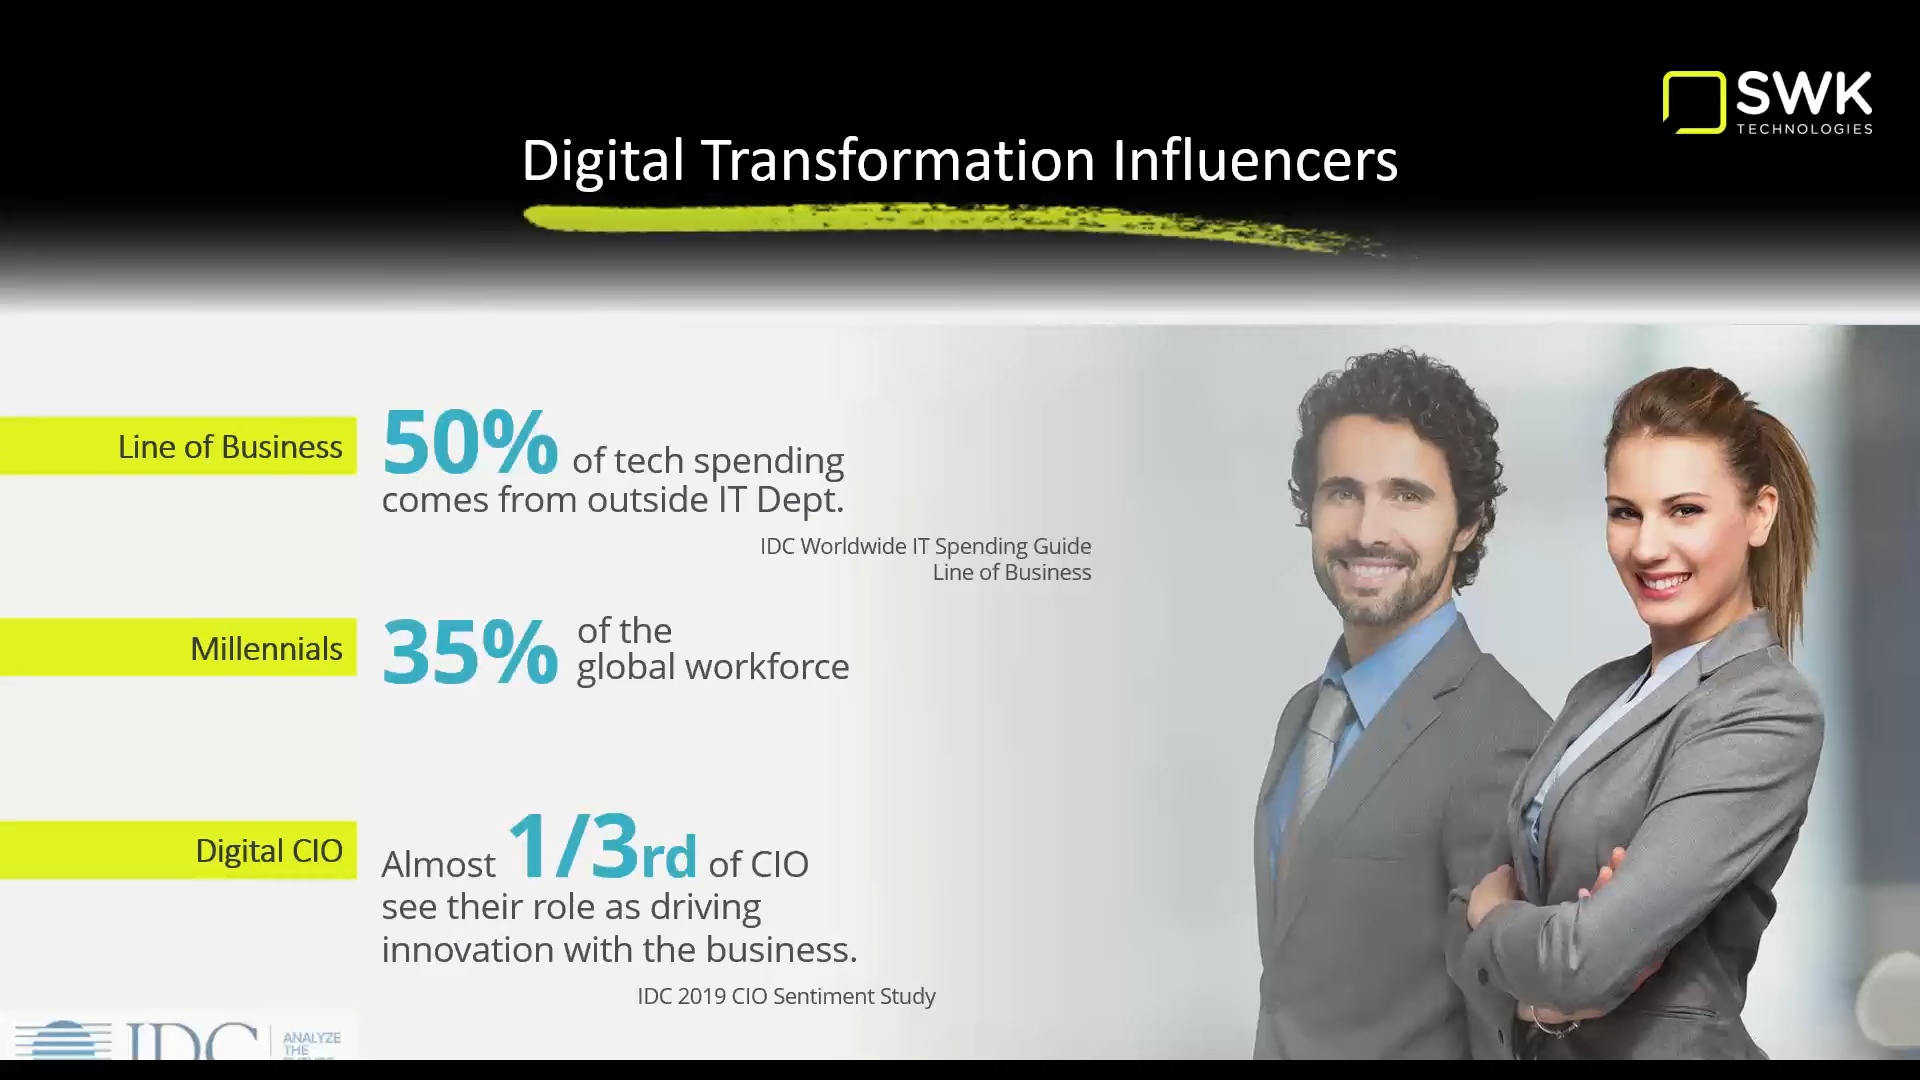 SWK
TECHNOLOGIES
Digital Transformation Influencers
Line of Business
50% of tech spending
comes from outside IT Dept.
IDC Worldwide IT Spending Guide
Line of Business
Millennials
35% of the
global workforce
Digital CIO
Almost 1/3rd of CIO
see their role as driving
innovation with the business.
IDC 2019 CIO Sentiment Study
IDC
ANALYZE
THE